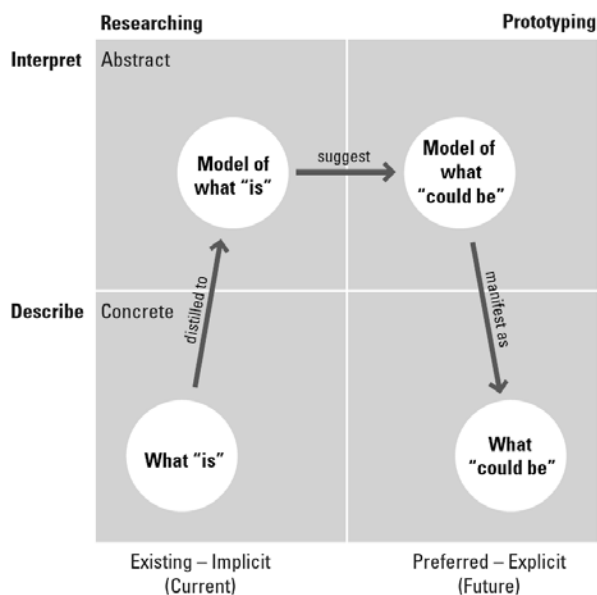 Researching
Prototyping
Interpret
Abstract
Model of
what "is"
suggest
Model of
what
"could be"
distilled to
manifest as
Describe
Concrete
What "is"
What
"could be"
Existing – Implicit
(Current)
Preferred – Explicit
(Future)